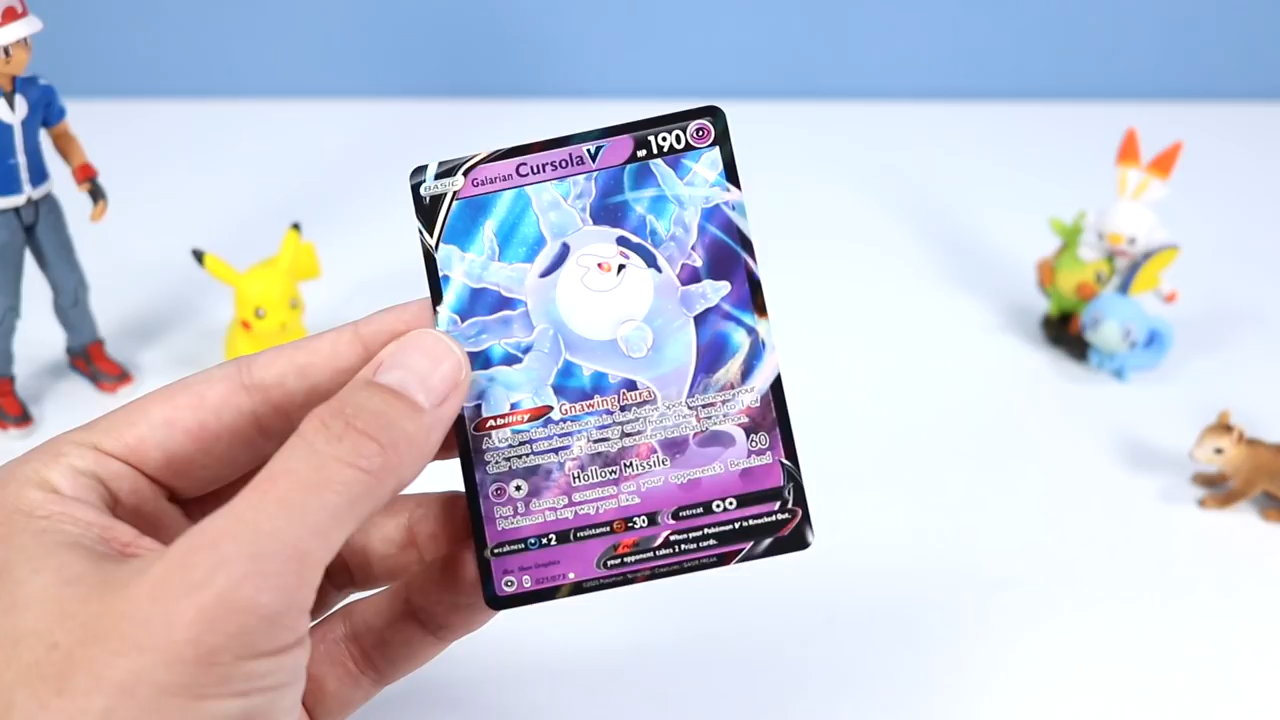 BASIC Galarian Cursola V HP 190
Ability Gnawing Aura
As long as this Pokémon is in the Active Spot, whenever your
opponent attaches an Energy card from their hand to 1 of
their Pokémon, put 3 damage counters on that Pokémon.
Hollow Missile 60
Put 3 damage counters on your opponent's Benched
Pokémon in any way you like.
weakness ×2 resistance -30 retreat
V rule When your Pokémon V is Knocked Out,
your opponent takes 2 Prize cards.
Illus. Graphics
D 021/073 ©2020 Pokémon / Nintendo / Creatures / GAME FREAK